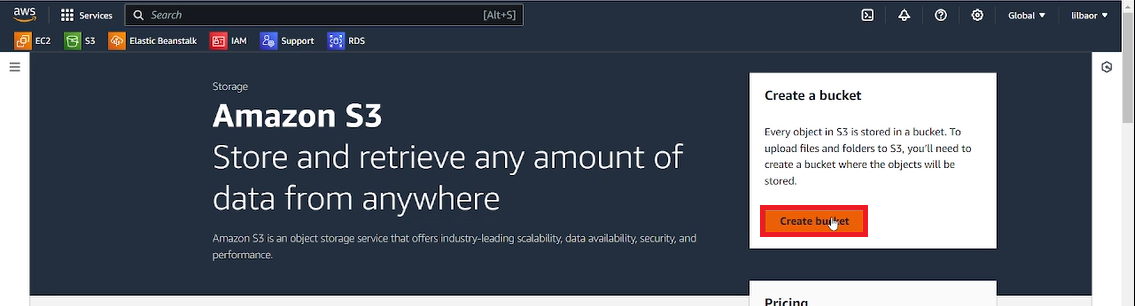 aws
Services
Search
[Alt+S]
Global
lilbaor
EC2
S3
Elastic Beanstalk
IAM
Support
RDS
Storage
Amazon S3
Store and retrieve any amount of
data from anywhere
Amazon S3 is an object storage service that offers industry-leading scalability, data availability, security, and
performance.
Create a bucket
Every object in S3 is stored in a bucket. To
upload files and folders to S3, you'll need to
create a bucket where the objects will be
stored.
Create bucket
Pricing